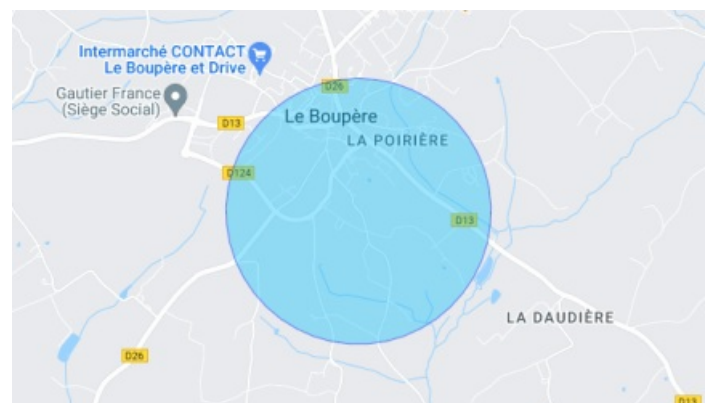 Intermarché CONTACT
Le Boupère et Drive
Gautier France
(Siège Social)
D26
D13
Le Boupère
LA POIRIÈRE
D124
D13
LA DAUDIÈRE
D26
D13